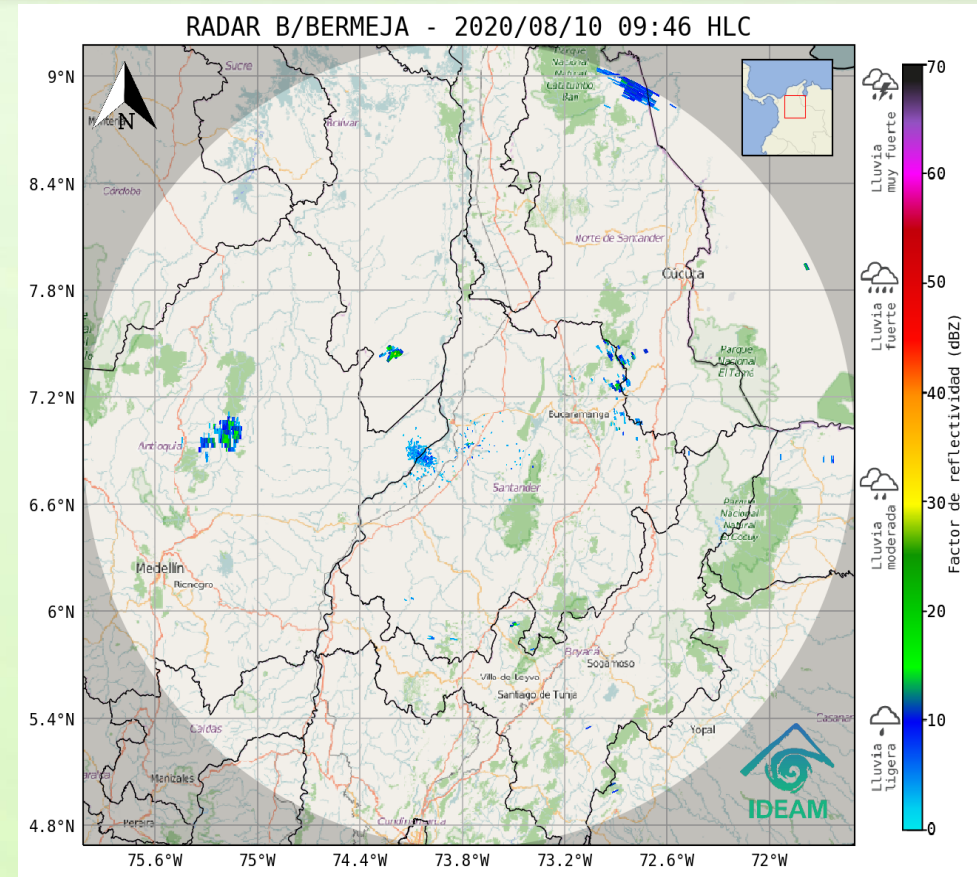 RADAR B/BERMEJA - 2020/08/10 09:46 HLC
9°N
8.4°N
7.8°N
7.2°N
6.6°N
6°N
5.4°N
4.8°N
75.6°W
75°W
74.4°W
73.8°W
73.2°W
72.6°W
72°W
N
Sucre
Bolívar
Córdoba
Parque
Nacional
Natural
Catatumbo
Bari
Norte de Santander
Cúcuta
Parque
Nacional
El Tamá
Bucaramanga
Antioquia
Santander
Parque
Nacional
Natural
El Cocuy
Medellín
Rionegro
Boyacá
Sogamoso
Villa de Leyva
Santiago de Tunja
Yopal
Casanar
Caldas
Manizales
Pereira
Cundinamarca
IDEAM
70
60
50
40
30
20
10
0
Lluvia
muy fuerte
Lluvia
fuerte
Lluvia
moderada
Lluvia
ligera
Factor de reflectividad (dBZ)